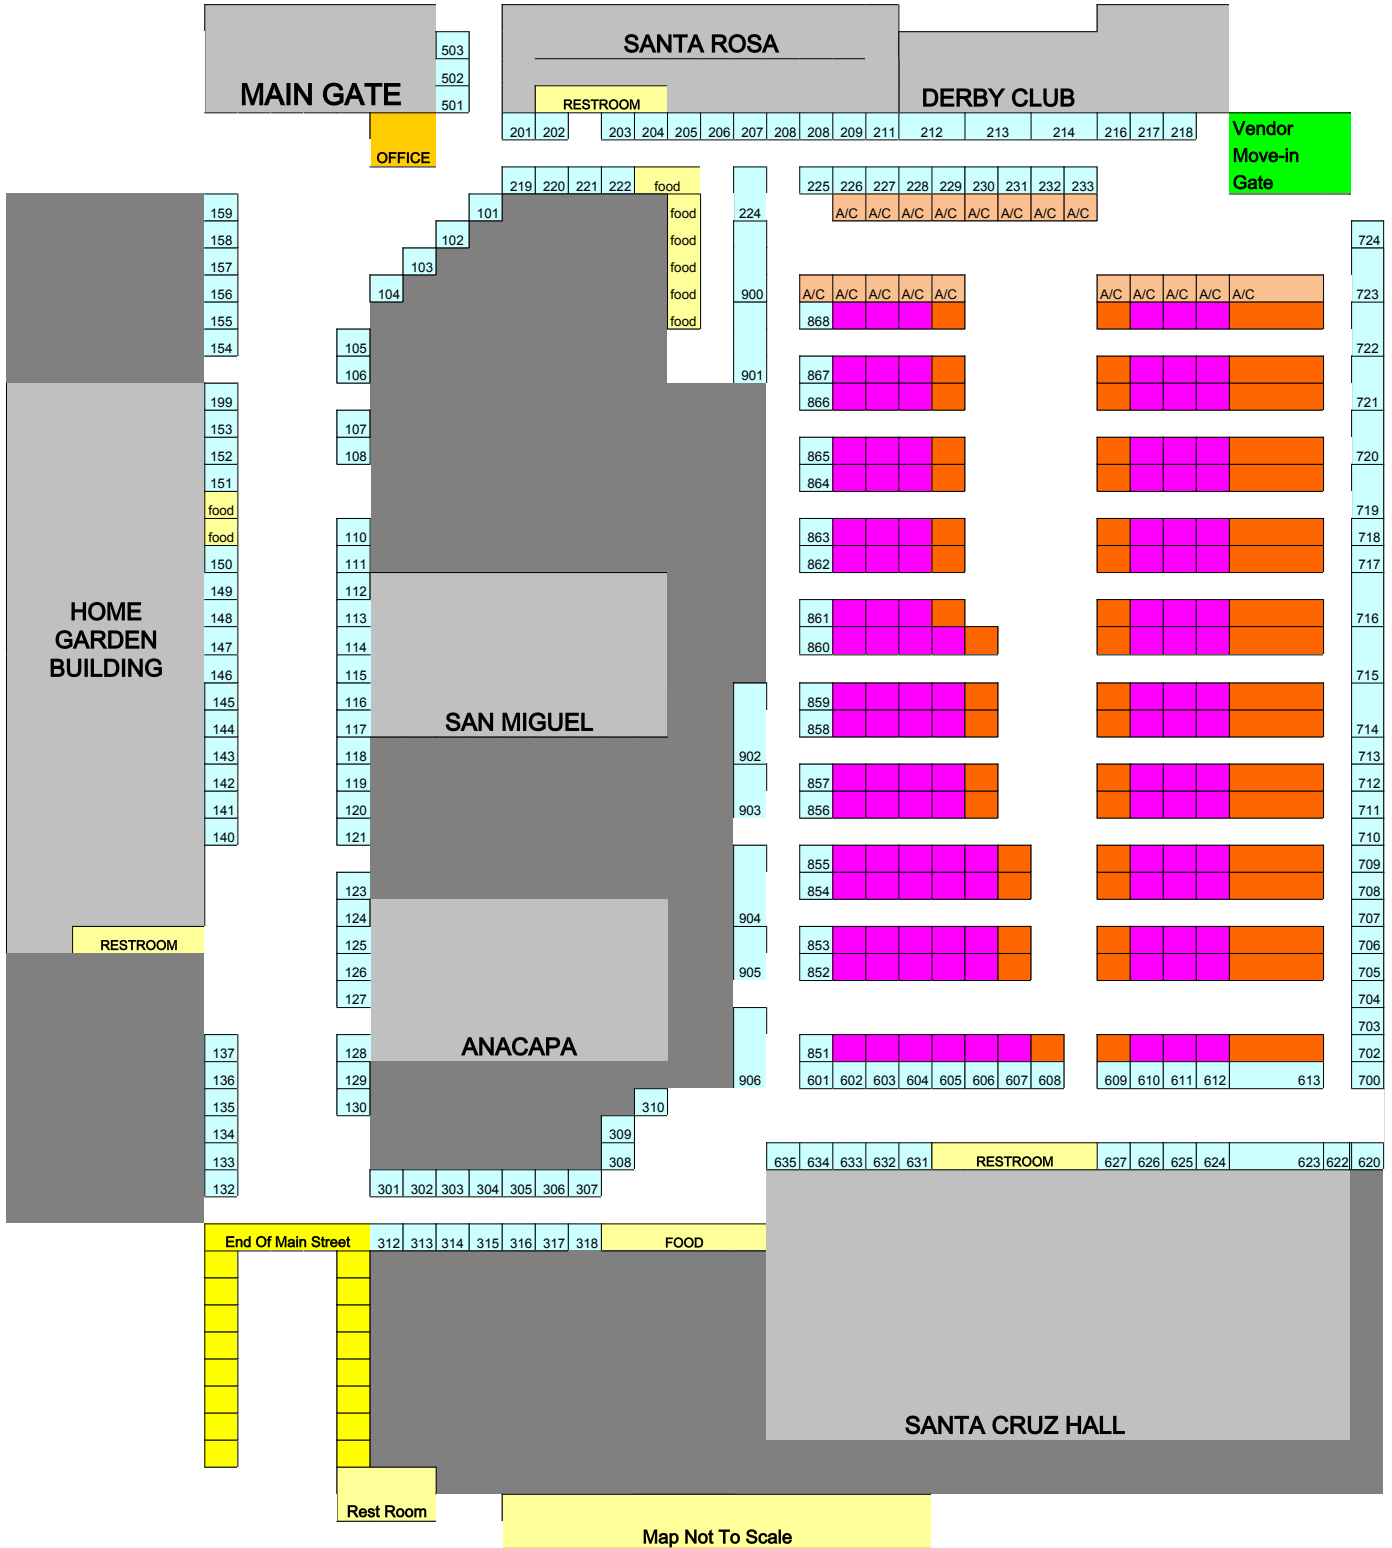 503
SANTA ROSA
502
MAIN GATE 501 RESTROOM DERBY CLUB
201 202 203 204 205 206 207 208 208 209 211 212 213 214 216 217 218 Vendor
OFFICE Move-in
219 220 221 222 food 225 226 227 228 229 230 231 232 233 Gate
159 101 food 224 A/C A/C A/C A/C A/C A/C A/C A/C
158 102 food 724
157 103 food
156 104 food 900 A/C A/C A/C A/C A/C A/C A/C A/C A/C A/C 723
155 food 868
154 105 722
106 901 867
199 866 721
153 107
152 108 865 720
151 864
food 719
food 110 863 718
150 111 862 717
149 112
HOME 148 113 861 716
GARDEN 147 114 860
BUILDING 146 115 715
145 116 859
144 117 SAN MIGUEL 858 714
143 118 902 713
142 119 857 712
141 120 903 856 711
140 121 710
855 709
123 854 708
124 904 707
RESTROOM 125 853 706
126 905 852 705
127 704
703
137 128 ANACAPA 851 702
136 129 906 601 602 603 604 605 606 607 608 609 610 611 612 613 700
135 130 310
134 309
133 308 635 634 633 632 631 RESTROOM 627 626 625 624 623 622 620
132 301 302 303 304 305 306 307
End Of Main Street 312 313 314 315 316 317 318 FOOD
SANTA CRUZ HALL
Rest Room
Map Not To Scale